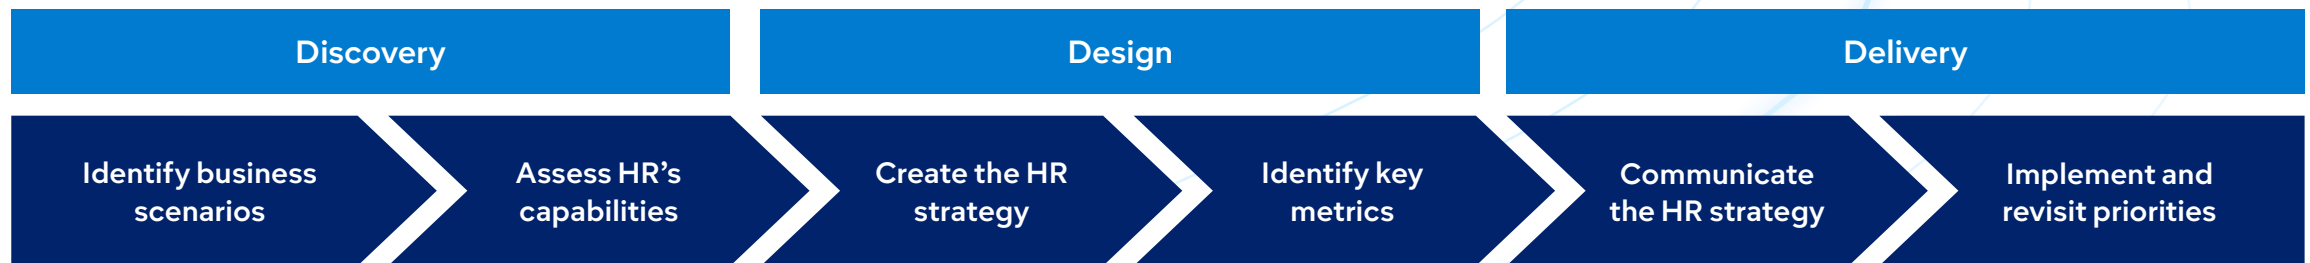 Discovery
Design
Delivery
Identify business
scenarios
Assess HR’s
capabilities
Create the HR
strategy
Identify key
metrics
Communicate
the HR strategy
Implement and
revisit priorities